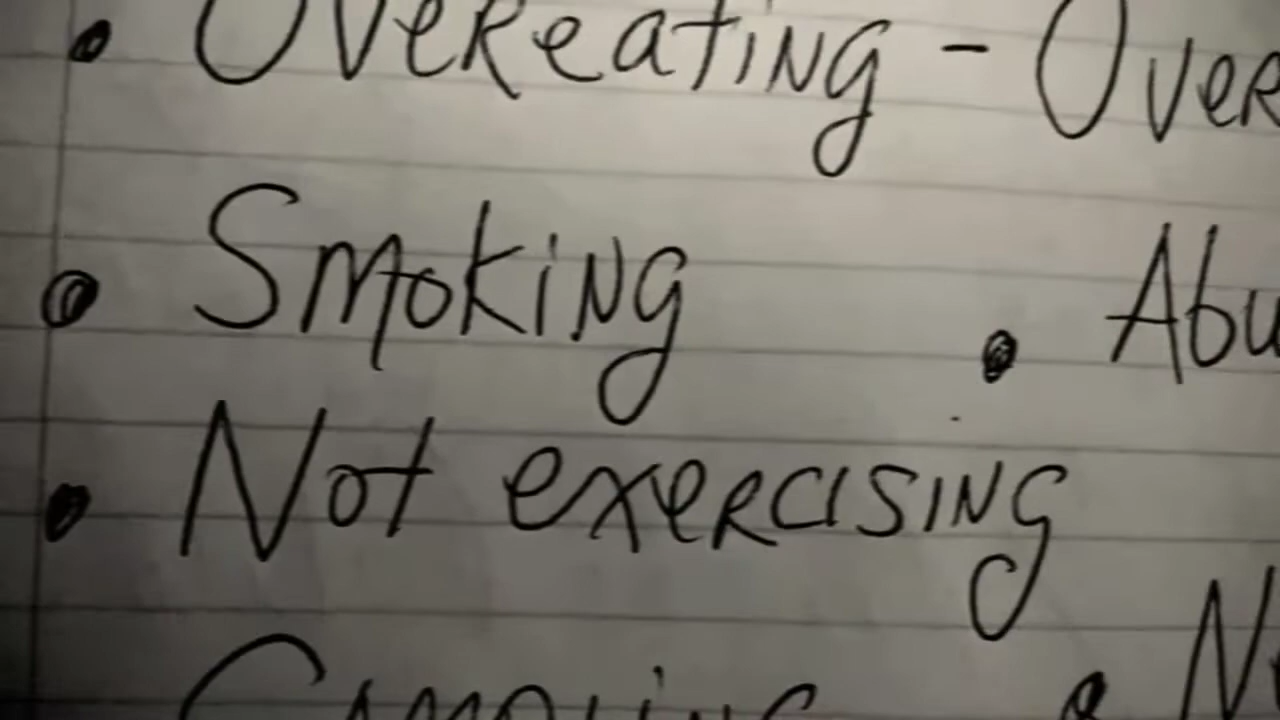 • Overeating - Over
• Smoking
• Abu
• Not exercising